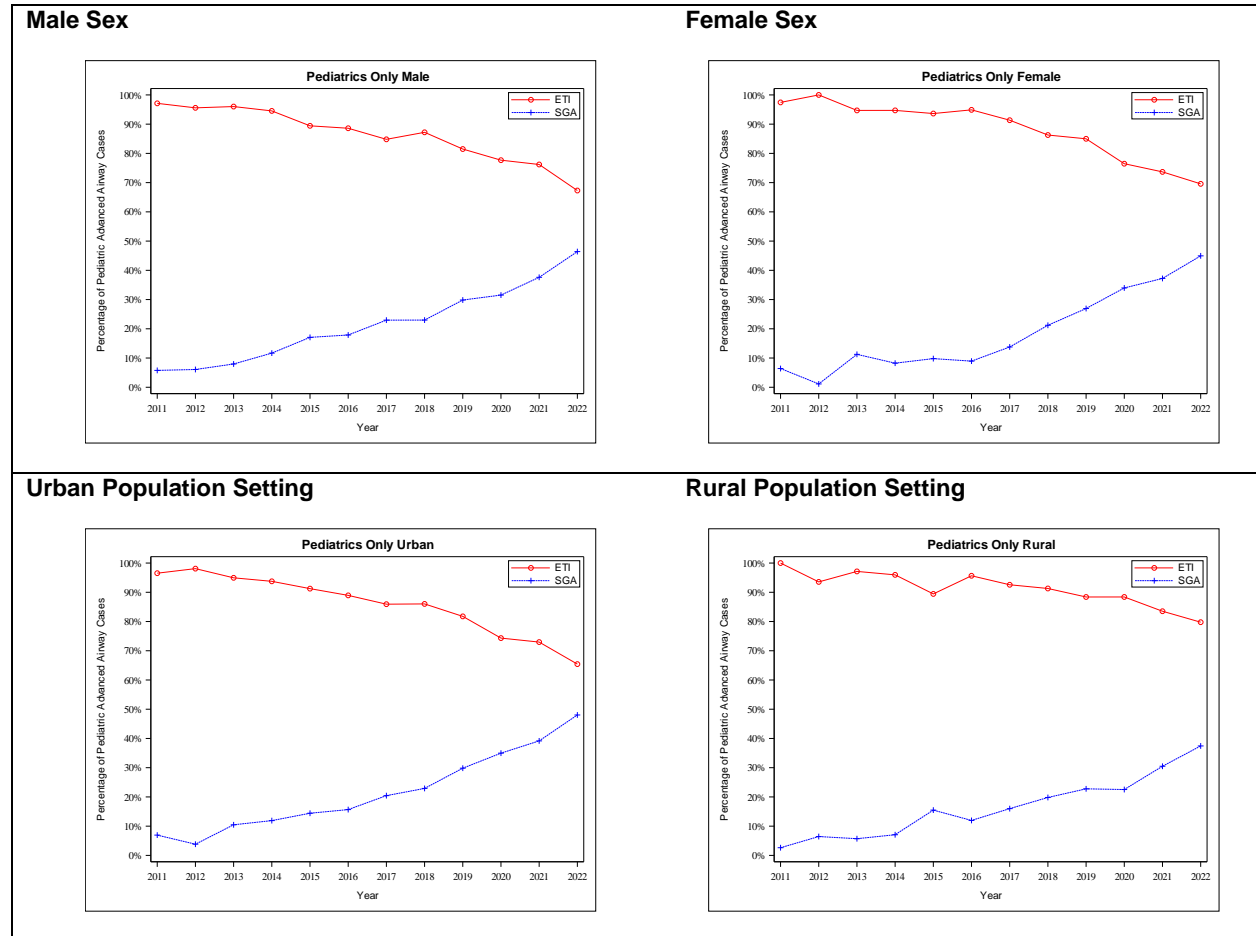 Male Sex
Female Sex
Pediatrics Only Male
ETI
SGA
Percentage of Pediatric Advanced Airway Cases
100%
90%
80%
70%
60%
50%
40%
30%
20%
10%
0%
2011 2012 2013 2014 2015 2016 2017 2018 2019 2020 2021 2022
Year
Pediatrics Only Female
ETI
SGA
Percentage of Pediatric Advanced Airway Cases
100%
90%
80%
70%
60%
50%
40%
30%
20%
10%
0%
2011 2012 2013 2014 2015 2016 2017 2018 2019 2020 2021 2022
Year
Urban Population Setting
Rural Population Setting
Pediatrics Only Urban
ETI
SGA
Percentage of Pediatric Advanced Airway Cases
100%
90%
80%
70%
60%
50%
40%
30%
20%
10%
0%
2011 2012 2013 2014 2015 2016 2017 2018 2019 2020 2021 2022
Year
Pediatrics Only Rural
ETI
SGA
Percentage of Pediatric Advanced Airway Cases
100%
90%
80%
70%
60%
50%
40%
30%
20%
10%
0%
2011 2012 2013 2014 2015 2016 2017 2018 2019 2020 2021 2022
Year